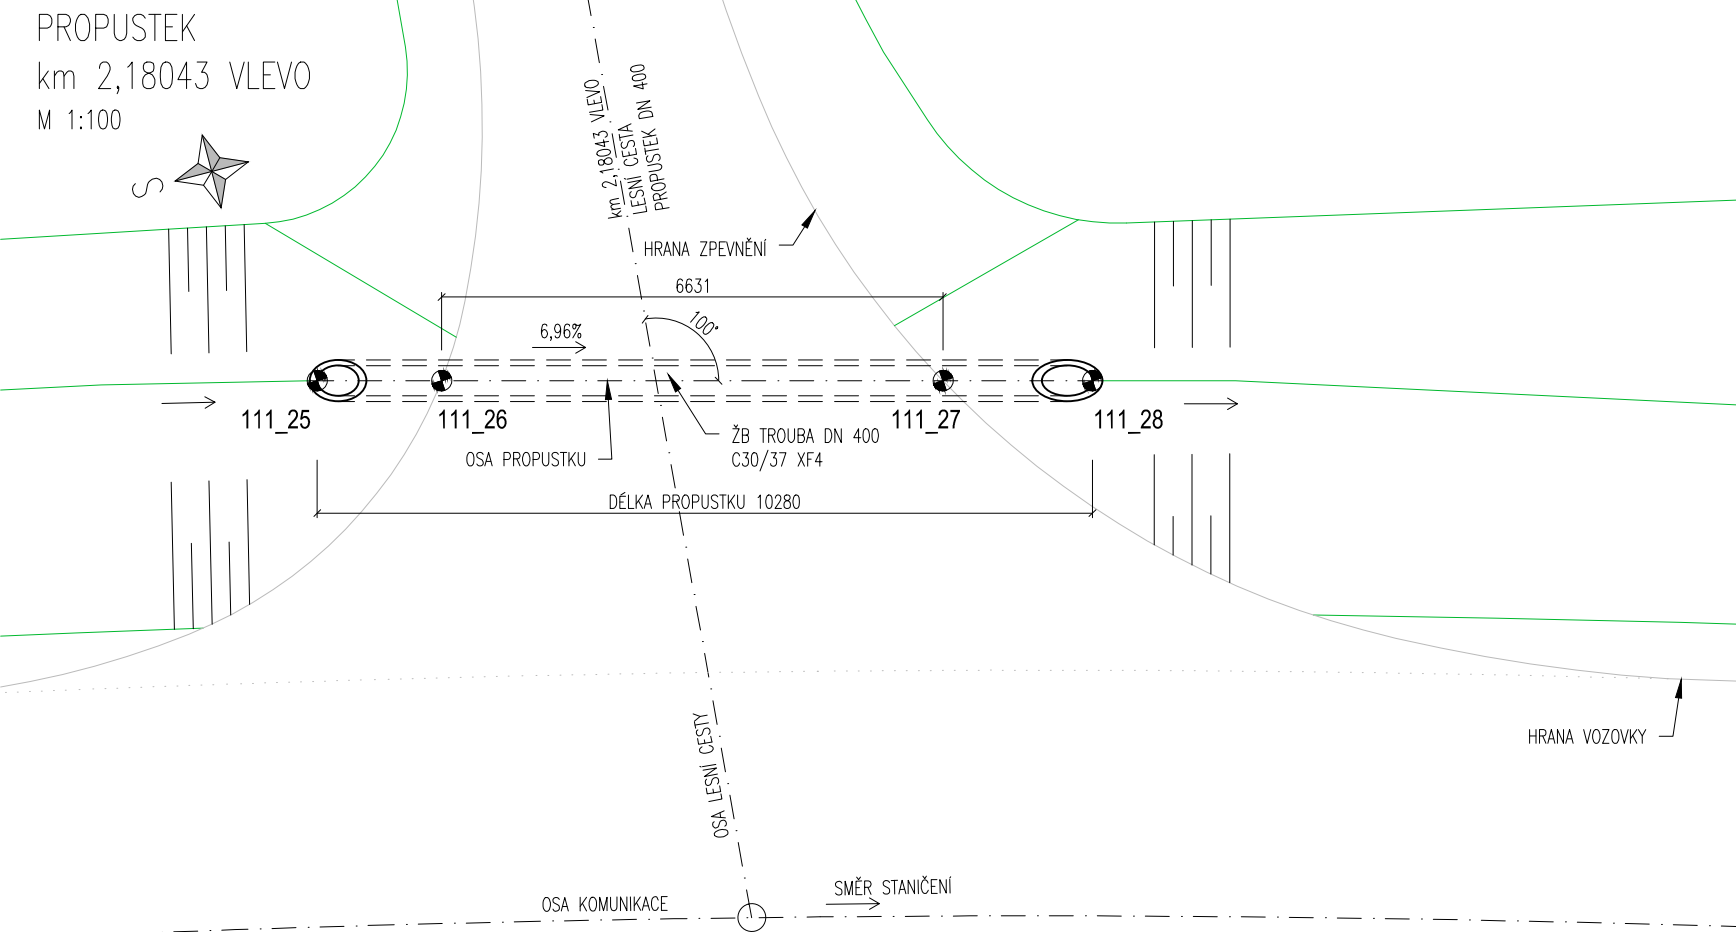 PROPUSTEK
km 2,18043 VLEVO
M 1:100
S
km 2,18043 VLEVO
LESNÍ CESTA
PROPUSTEK DN 400
HRANA ZPEVNĚNÍ
6631
100°
6,96%
111_25
111_26
111_27
111_28
ŽB TROUBA DN 400
C30/37 XF4
OSA PROPUSTKU
DÉLKA PROPUSTKU 10280
OSA LESNÍ CESTY
HRANA VOZOVKY
SMĚR STANIČENÍ
OSA KOMUNIKACE